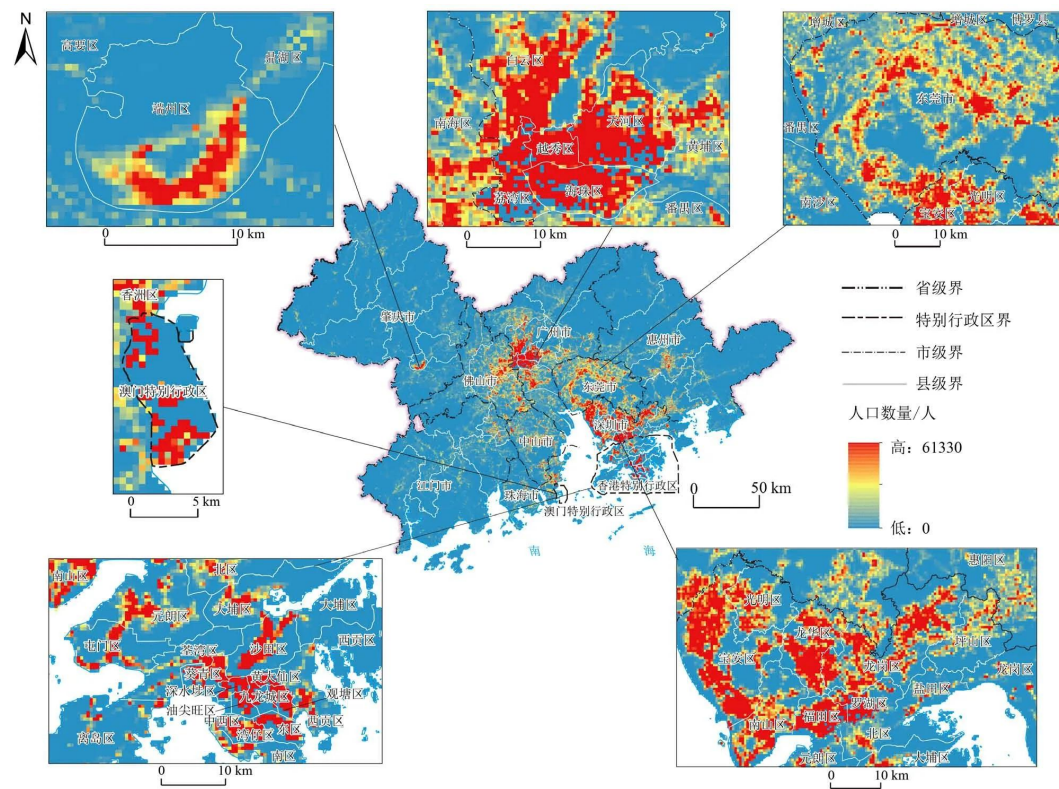 N
高要区
鼎湖区
端州区
0 10 km
白云区
南海区
天河区
越秀区
黄埔区
荔湾区
海珠区
番禺区
0 10 km
增城区
增城区
博罗县
东莞市
番禺区
南沙区
光明区
宝安区
0 10 km
香洲区
澳门特别行政区
0 5 km
肇庆市
广州市
惠州市
佛山市
东莞市
深圳市
中山市
江门市
珠海市
香港特别行政区
澳门特别行政区
南 海
0 50 km
省级界
特别行政区界
市级界
县级界
人口数量/人
高：61330
低：0
南山区
北区
元朗区
大埔区
大埔区
屯门区
沙田区
西贡区
荃湾区
葵青区
黄大仙区
深水埗区
九龙城区
观塘区
油尖旺区
中西区
西贡区
东区
湾仔区
离岛区
南区
0 10 km
惠阳区
光明区
龙华区
坪山区
宝安区
龙岗区
龙岗区
盐田区
罗湖区
福田区
南山区
北区
元朗区
大埔区
0 10 km